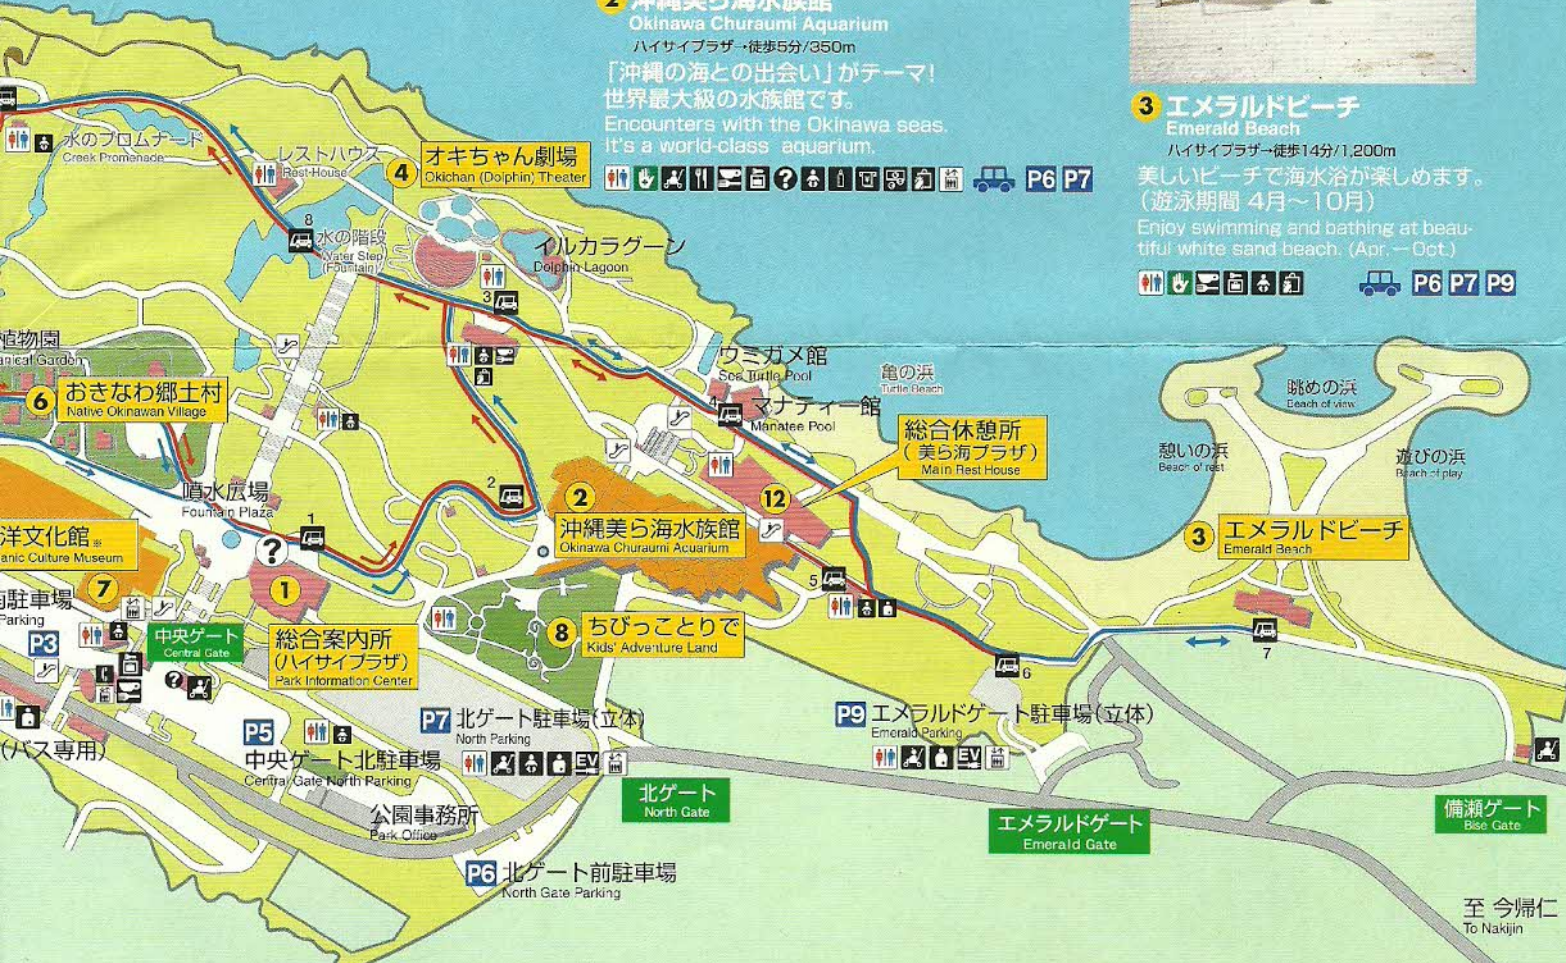 沖縄美ら海水族館
Okinawa Churaumi Aquarium
ハイサイプラザ→徒歩5分/350m
「沖縄の海との出会い」がテーマ!
世界最大級の水族館です。
Encounters with the Okinawa seas.
It's a world-class aquarium.
P6 P7
3 エメラルドビーチ
Emerald Beach
ハイサイプラザ→徒歩14分/1,200m
美しいビーチで海水浴が楽しめます。
(遊泳期間 4月~10月)
Enjoy swimming and bathing at beau-
tiful white sand beach. (Apr.—Oct.)
P6 P7 P9
水のプロムナード
Creek Promenade
レストハウス
Rest House
4 オキちゃん劇場
Okichan (Dolphin) Theater
8
水の階段
Water Step
(Fountain)
イルカラグーン
Dolphin Lagoon
3
植物園
anical Garden
6 おきなわ郷土村
Native Okinawan Village
ウミガメ館
Sea Turtle Pool
4
マナティー館
Manatee Pool
亀の浜
Turtle Beach
総合休憩所
(美ら海プラザ)
Main Rest House
12
眺めの浜
Beach of view
憩いの浜
Beach of rest
遊びの浜
Beach of play
噴水広場
Fountain Plaza
1
2
2
沖縄美ら海水族館
Okinawa Churaumi Acuarium
3 エメラルドビーチ
Emerald Beach
洋文化館※
anic Culture Museum
7
?
1
総合案内所
(ハイサイプラザ)
Park Information Center
8 ちびっことりで
Kids' Adventure Land
5
6
7
駐車場
Parking
P3
中央ゲート
Central Gate
?
(バス専用)
P5
中央ゲート北駐車場
Central Gate North Parking
P7 北ゲート駐車場(立体)
North Parking
EV
P9 エメラルドゲート駐車場(立体)
Emerald Parking
EV
公園事務所
Park Office
北ゲート
North Gate
エメラルドゲート
Emerald Gate
備瀬ゲート
Bise Gate
P6 北ゲート前駐車場
North Gate Parking
至 今帰仁
To Nakijin